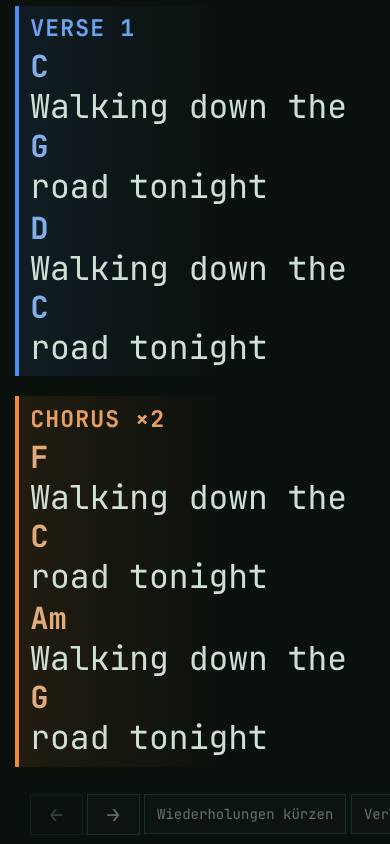 VERSE 1
C
Walking down the
G
road tonight
D
Walking down the
C
road tonight
CHORUS ×2
F
Walking down the
C
road tonight
Am
Walking down the
G
road tonight
← → Wiederholungen kürzen Ver